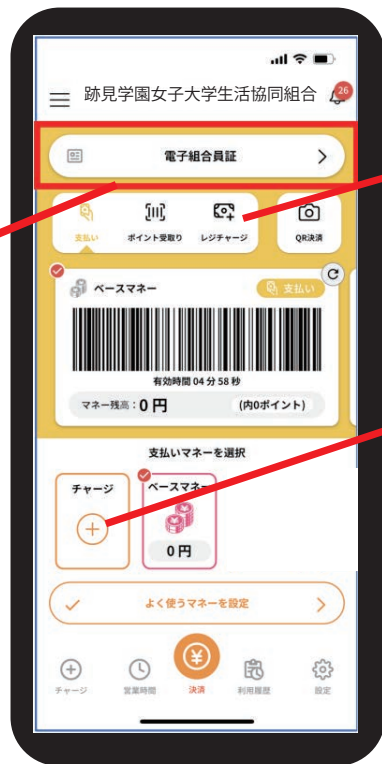 跡見学園女子大学生活協同組合
26
電子組合員証
支払い
ポイント受取り
レジチャージ
QR決済
ベースマネー
支払い
有効時間 04 分 58 秒
マネー残高：0 円 (内0ポイント)
支払いマネーを選択
チャージ
ベースマネー
0 円
よく使うマネーを設定
チャージ
営業時間
決済
利用履歴
設定